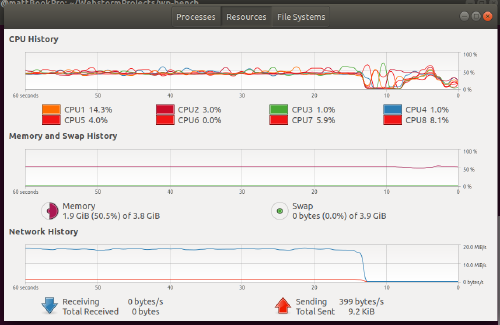 @mattBookPro: ~/WebstormProjects/wp-bench
Processes Resources File Systems
CPU History
100 %
50 %
0 %
60 seconds 50 40 30 20 10 0
CPU1 14.3% CPU2 3.0% CPU3 1.0% CPU4 1.0%
CPU5 4.0% CPU6 0.0% CPU7 5.9% CPU8 8.1%
Memory and Swap History
100 %
50 %
0 %
60 seconds 50 40 30 20 10 0
Memory
1.9 GiB (50.5%) of 3.8 GiB
Swap
0 bytes (0.0%) of 3.9 GiB
Network History
20.0 MiB/s
10.0 MiB/s
0 bytes/s
60 seconds 50 40 30 20 10 0
Receiving 0 bytes/s
Total Received 0 bytes
Sending 399 bytes/s
Total Sent 9.2 KiB